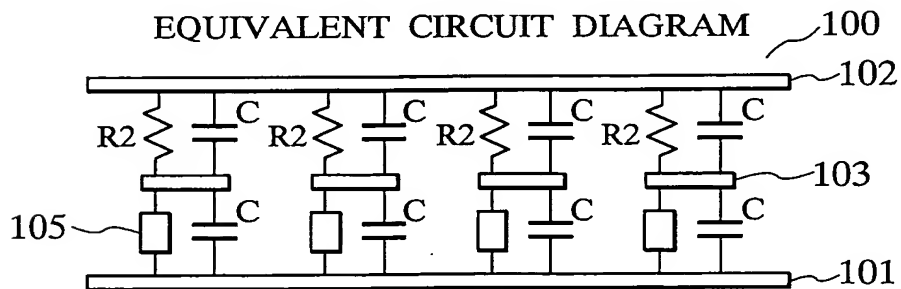 EQUIVALENT CIRCUIT DIAGRAM
100
102
C C C C
R2 R2 R2 R2
103
C C C C
105
101